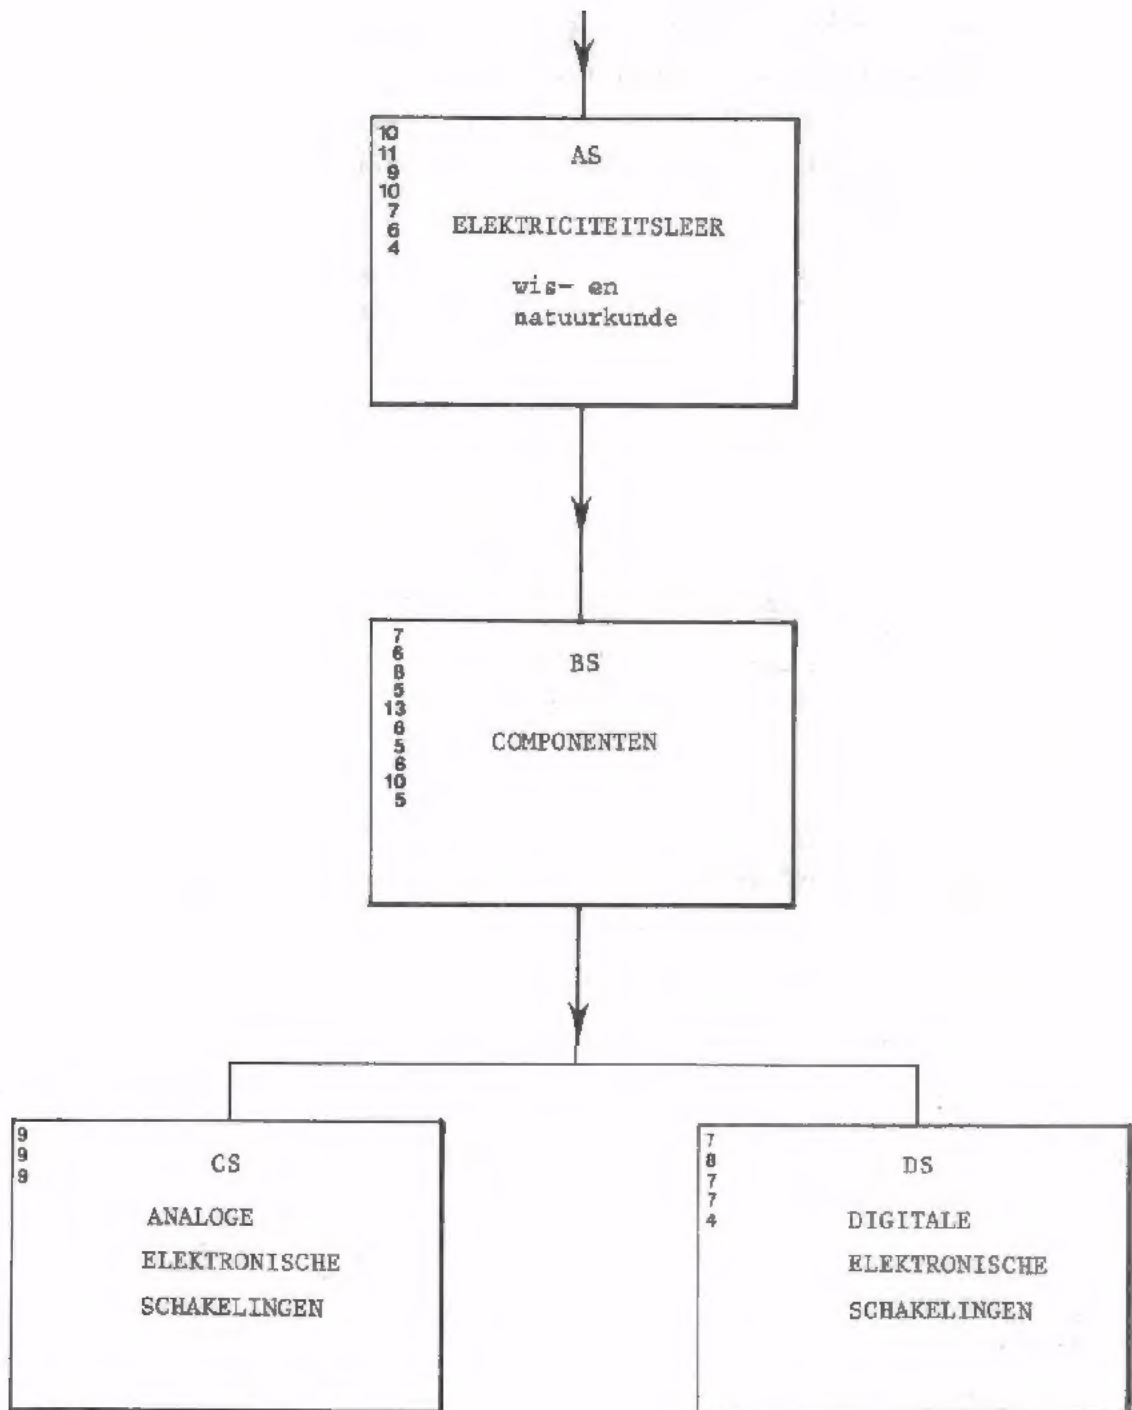 10
11
9
10
7
6
4
AS
ELEKTRICITEITSLEER
wis- en
natuurkunde
7
6
8
5
13
6
5
6
10
5
BS
COMPONENTEN
9
9
9
CS
ANALOGE
ELEKTRONISCHE
SCHAKELINGEN
7
8
7
7
4
DS
DIGITALE
ELEKTRONISCHE
SCHAKELINGEN